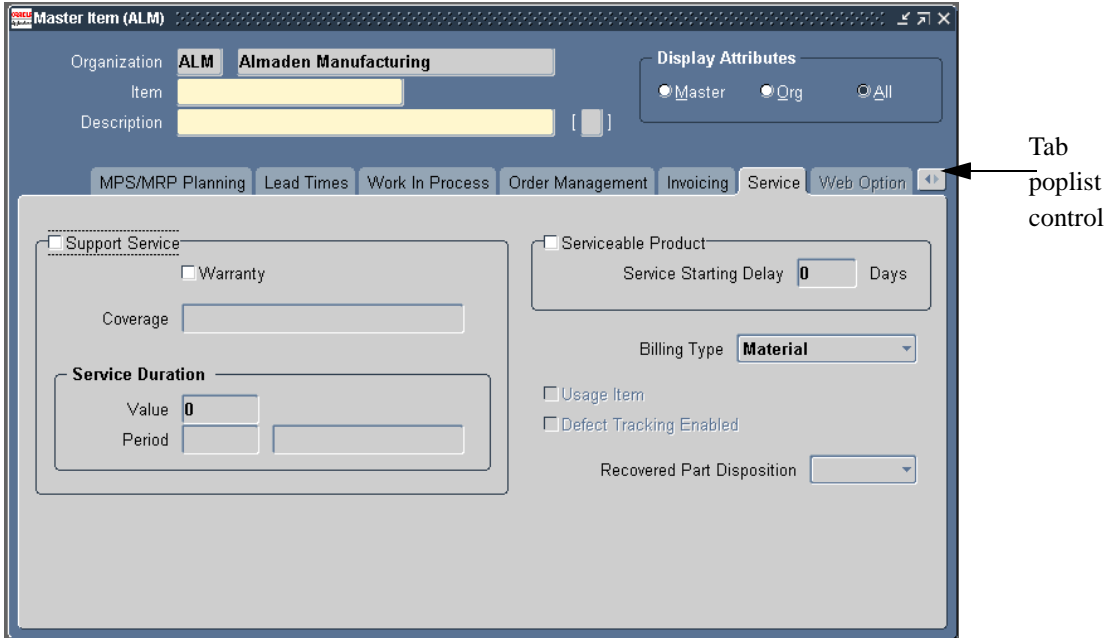 ORACLE
Master Item (ALM)
Organization ALM Almaden Manufacturing
Item
Description [ ]
Display Attributes
Master Org All
MPS/MRP Planning Lead Times Work In Process Order Management Invoicing Service Web Option
Tab
poplist
control
Support Service
Warranty
Coverage
Service Duration
Value 0
Period
Serviceable Product
Service Starting Delay 0 Days
Billing Type Material
Usage Item
Defect Tracking Enabled
Recovered Part Disposition